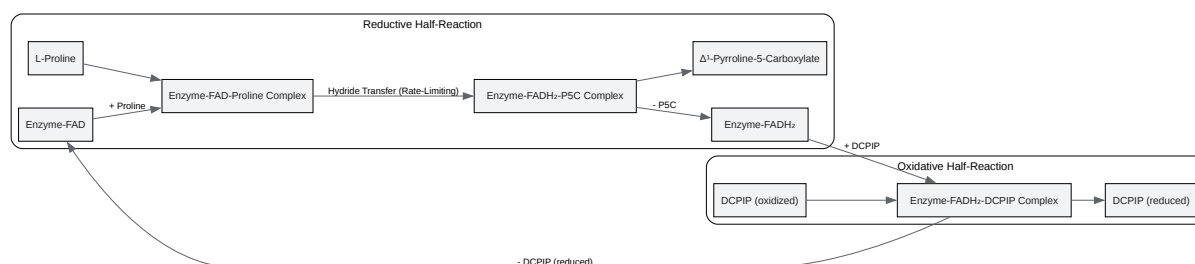 Reductive Half-Reaction
L-Proline
Δ¹-Pyrroline-5-Carboxylate
Enzyme-FAD-Proline Complex
Hydride Transfer (Rate-Limiting)
Enzyme-FADH₂-P5C Complex
+ Proline
- P5C
Enzyme-FAD
Enzyme-FADH₂
+ DCPIP
Oxidative Half-Reaction
DCPIP (oxidized)
Enzyme-FADH₂-DCPIP Complex
DCPIP (reduced)
- DCPIP (reduced)